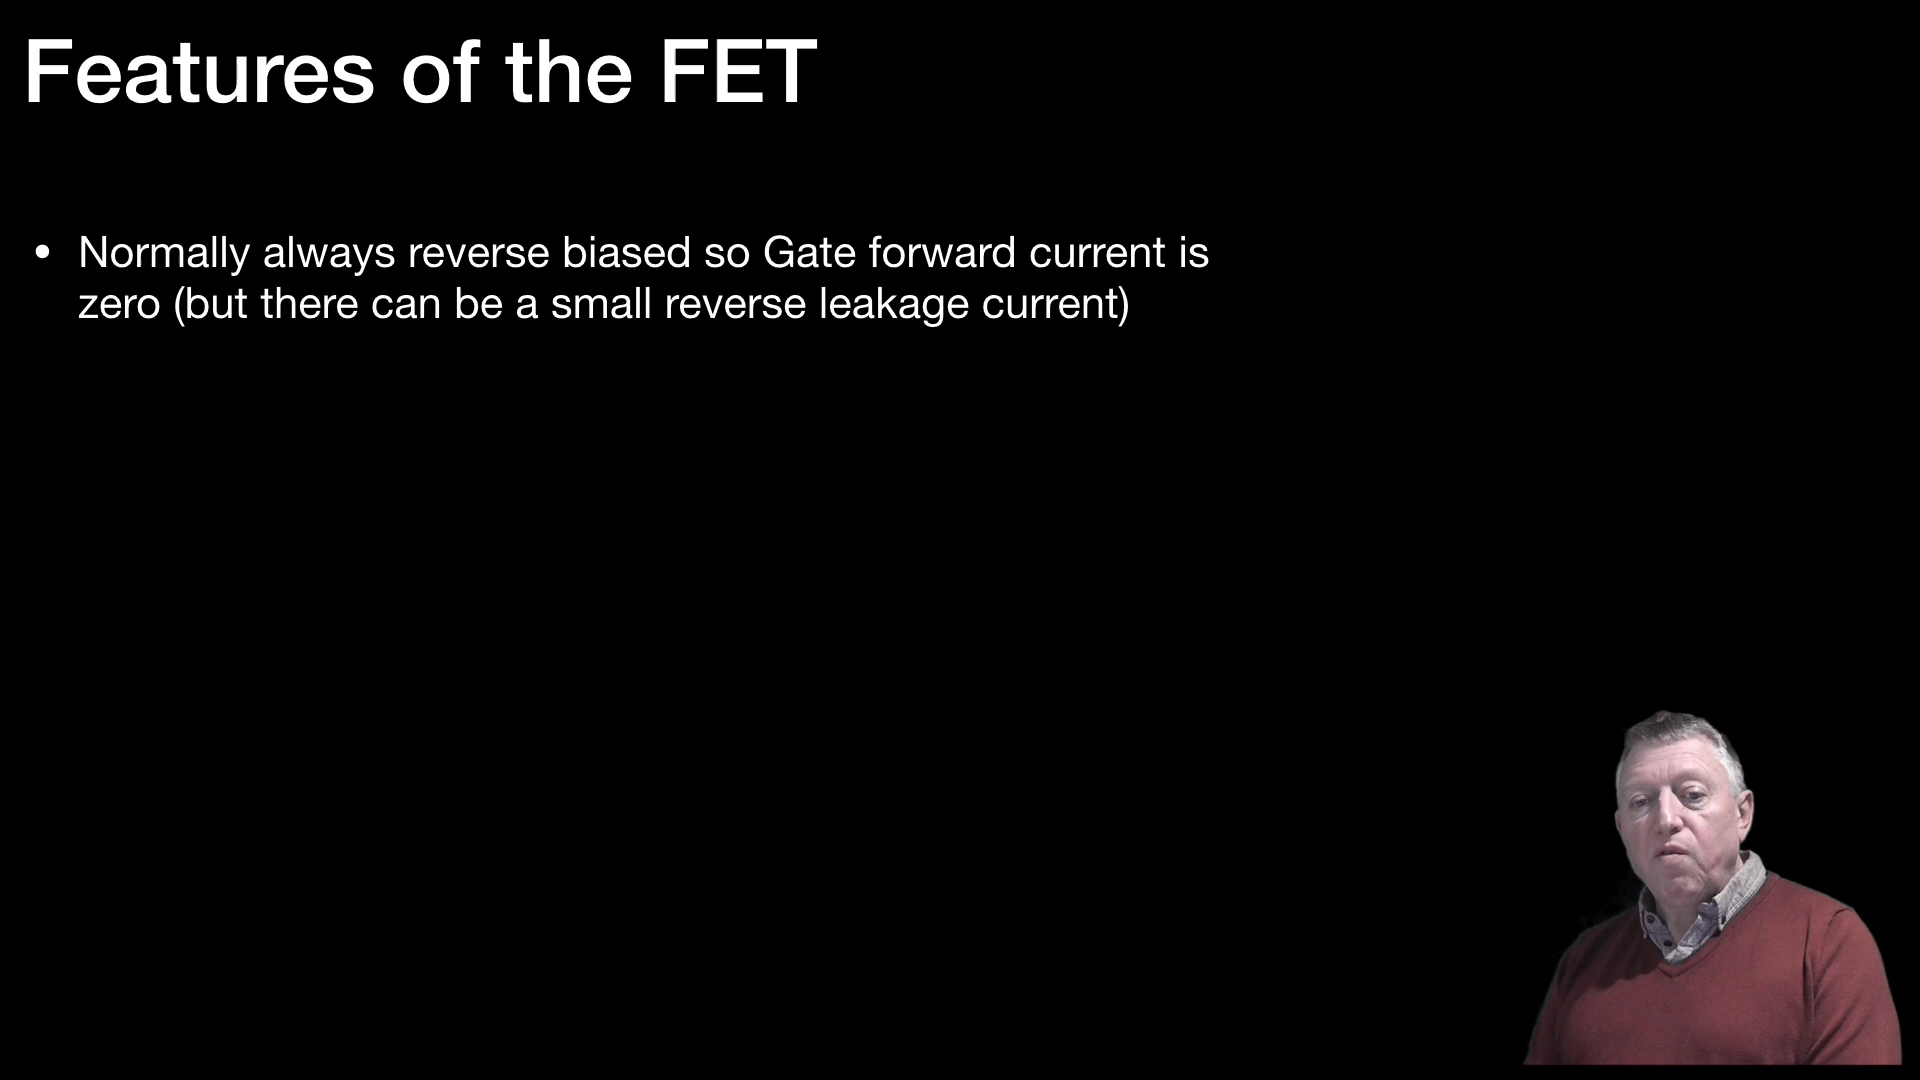 Features of the FET
• Normally always reverse biased so Gate forward current is
zero (but there can be a small reverse leakage current)